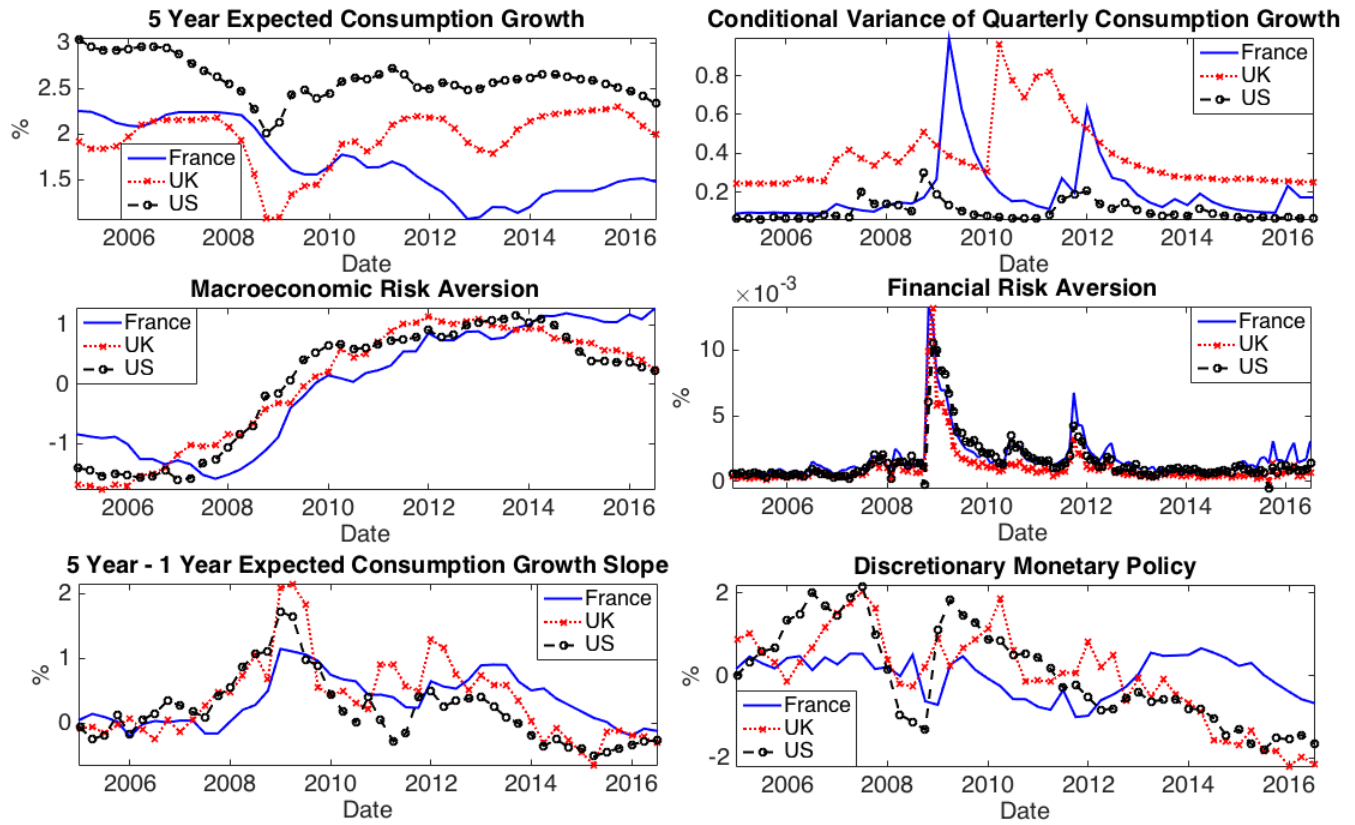 5 Year Expected Consumption Growth
3
2.5
2
1.5
%
France
UK
US
2006 2008 2010 2012 2014 2016
Date
Conditional Variance of Quarterly Consumption Growth
0.8
0.6
0.4
0.2
France
UK
US
2006 2008 2010 2012 2014 2016
Date
Macroeconomic Risk Aversion
1
0
-1
France
UK
US
2006 2008 2010 2012 2014 2016
Date
Financial Risk Aversion
× 10-3
10
5
0
%
France
UK
US
2006 2008 2010 2012 2014 2016
Date
5 Year - 1 Year Expected Consumption Growth Slope
2
1
0
%
France
UK
US
2006 2008 2010 2012 2014 2016
Date
Discretionary Monetary Policy
2
0
-2
%
France
UK
US
2006 2008 2010 2012 2014 2016
Date